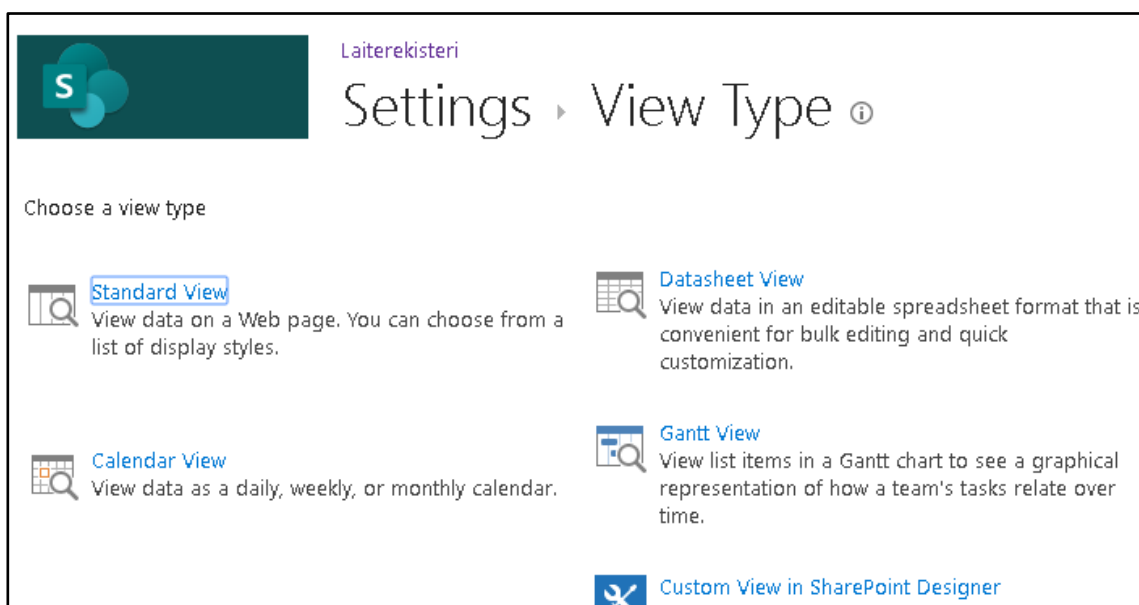 S
Laiterekisteri
Settings ▸ View Type
Choose a view type
Standard View
View data on a Web page. You can choose from a
list of display styles.
Datasheet View
View data in an editable spreadsheet format that is
convenient for bulk editing and quick
customization.
Calendar View
View data as a daily, weekly, or monthly calendar.
Gantt View
View list items in a Gantt chart to see a graphical
representation of how a team's tasks relate over
time.
Custom View in SharePoint Designer